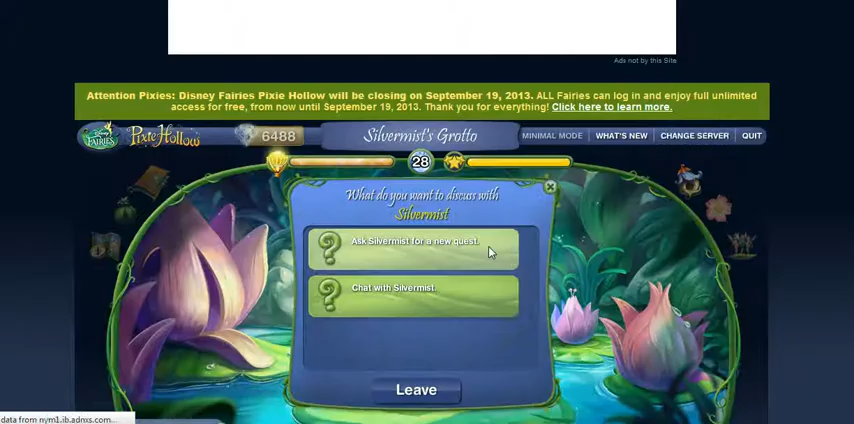 Ads not by this Site
Attention Pixies: Disney Fairies Pixie Hollow will be closing on September 19, 2013. ALL Fairies can log in and enjoy full unlimited
access for free, from now until September 19, 2013. Thank you for everything! Click here to learn more.
Disney FAIRIES Pixie Hollow 6488 Silvermist's Grotto MINIMAL MODE WHAT'S NEW CHANGE SERVER QUIT
28
What do you want to discuss with
Silvermist
Ask Silvermist for a new quest.
Chat with Silvermist.
Leave
data from nym1.ib.adnxs.com...